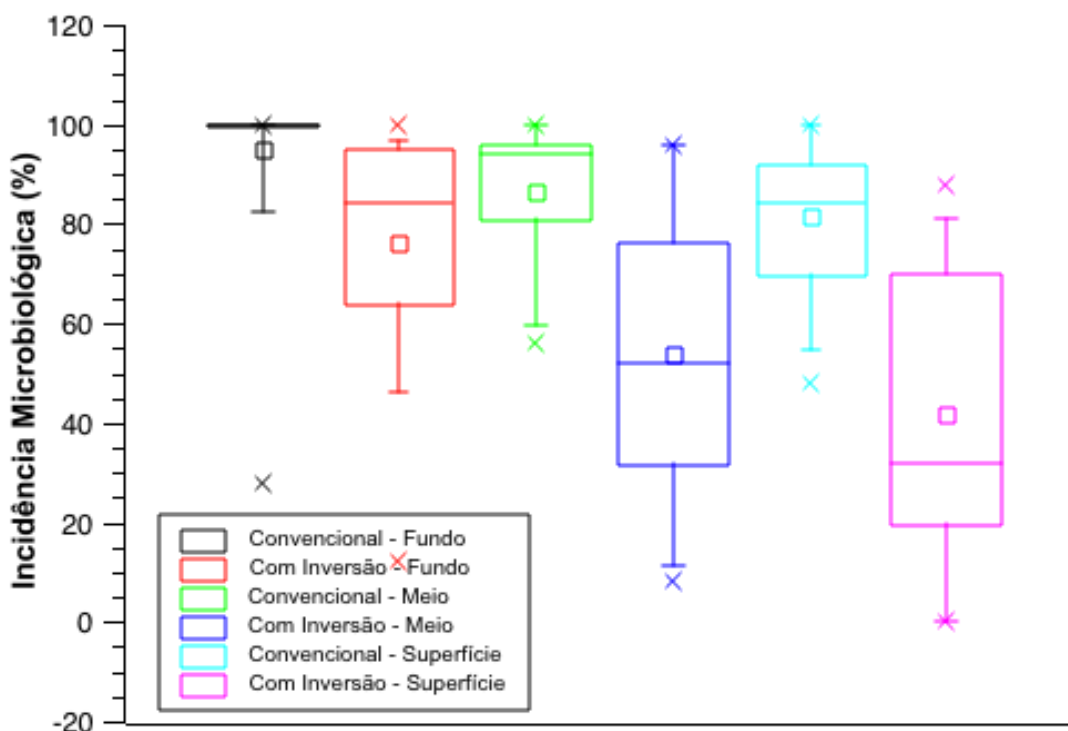 Incidência Microbiológica (%)
120
100
80
60
40
20
0
-20
Convencional - Fundo
Com Inversão - Fundo
Convencional - Meio
Com Inversão - Meio
Convencional - Superfície
Com Inversão - Superfície